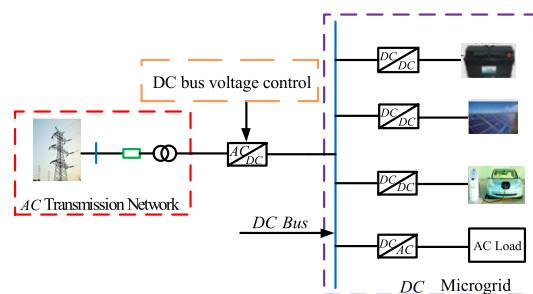 DC bus voltage control
AC
DC
AC Transmission Network
DC Bus
DC
DC
DC
DC
DC
DC
DC
AC
AC Load
DC Microgrid